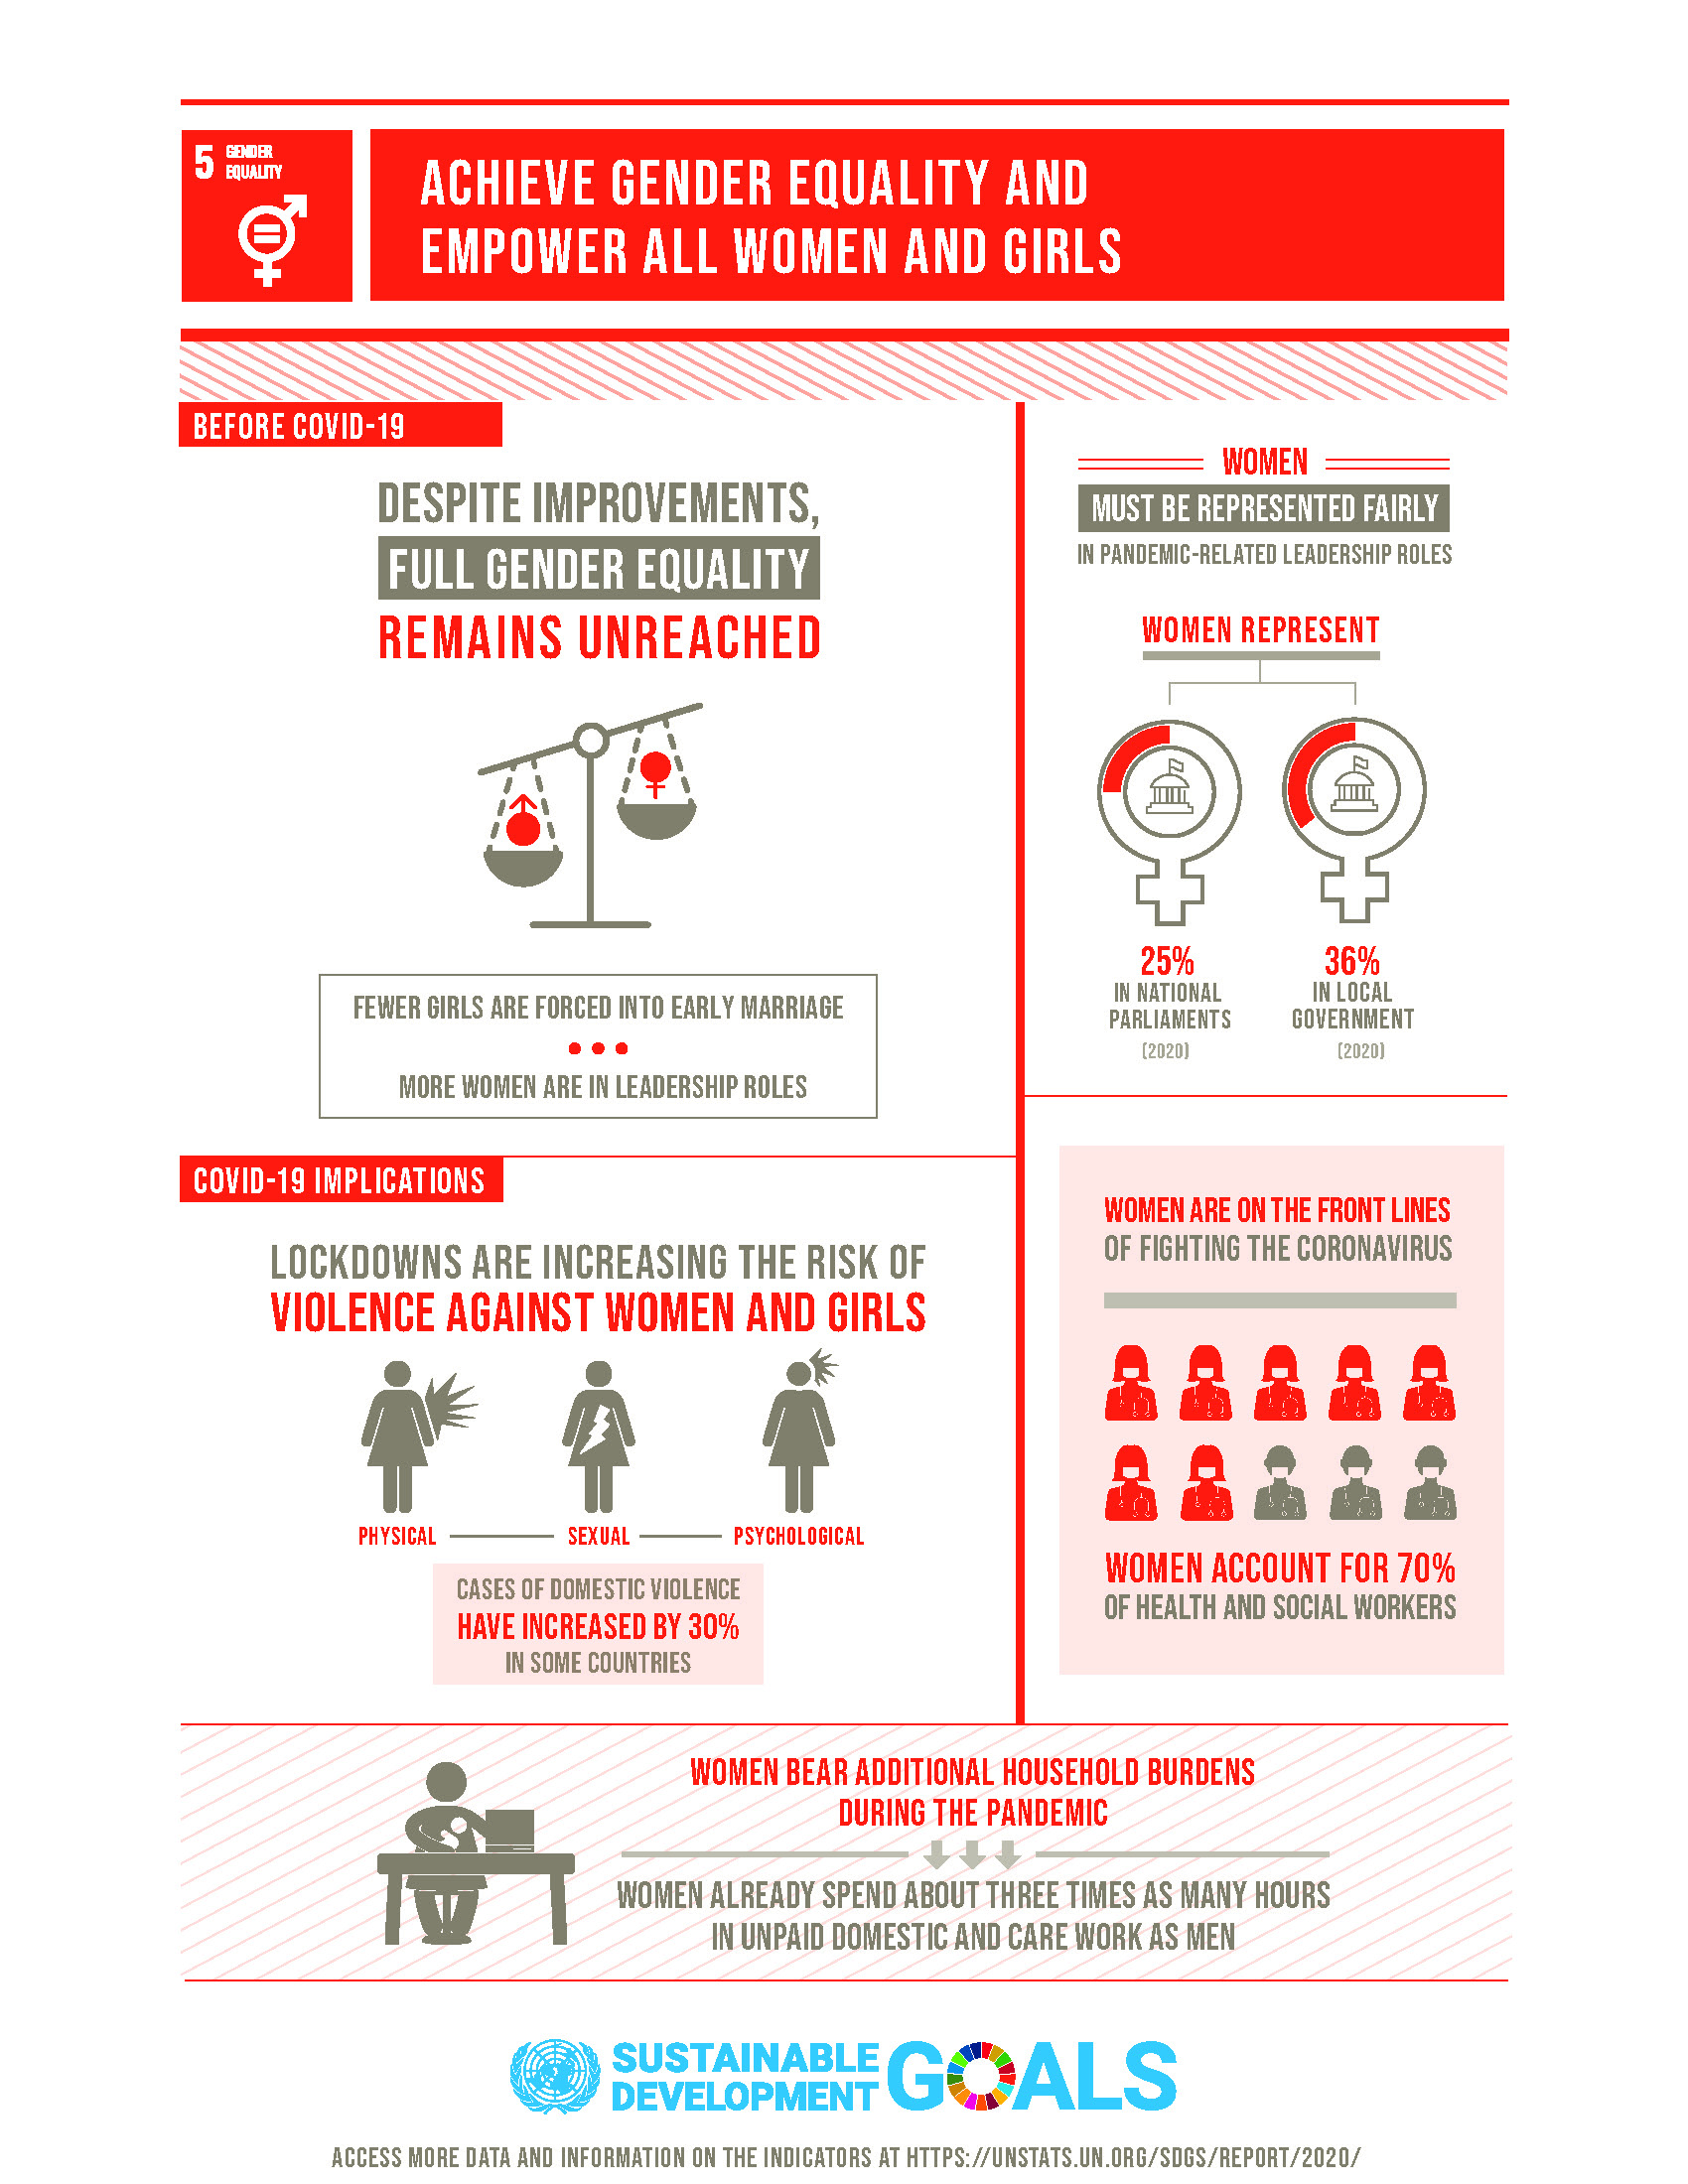 5 GENDER
EQUALITY
ACHIEVE GENDER EQUALITY AND
EMPOWER ALL WOMEN AND GIRLS
BEFORE COVID-19
DESPITE IMPROVEMENTS,
FULL GENDER EQUALITY
REMAINS UNREACHED
FEWER GIRLS ARE FORCED INTO EARLY MARRIAGE
MORE WOMEN ARE IN LEADERSHIP ROLES
WOMEN
MUST BE REPRESENTED FAIRLY
IN PANDEMIC-RELATED LEADERSHIP ROLES
WOMEN REPRESENT
25%
IN NATIONAL
PARLIAMENTS
(2020)
36%
IN LOCAL
GOVERNMENT
(2020)
COVID-19 IMPLICATIONS
LOCKDOWNS ARE INCREASING THE RISK OF
VIOLENCE AGAINST WOMEN AND GIRLS
PHYSICAL SEXUAL PSYCHOLOGICAL
CASES OF DOMESTIC VIOLENCE
HAVE INCREASED BY 30%
IN SOME COUNTRIES
WOMEN ARE ON THE FRONT LINES
OF FIGHTING THE CORONAVIRUS
WOMEN ACCOUNT FOR 70%
OF HEALTH AND SOCIAL WORKERS
WOMEN BEAR ADDITIONAL HOUSEHOLD BURDENS
DURING THE PANDEMIC
WOMEN ALREADY SPEND ABOUT THREE TIMES AS MANY HOURS
IN UNPAID DOMESTIC AND CARE WORK AS MEN
SUSTAINABLE
DEVELOPMENT GOALS
ACCESS MORE DATA AND INFORMATION ON THE INDICATORS AT HTTPS://UNSTATS.UN.ORG/SDGS/REPORT/2020/